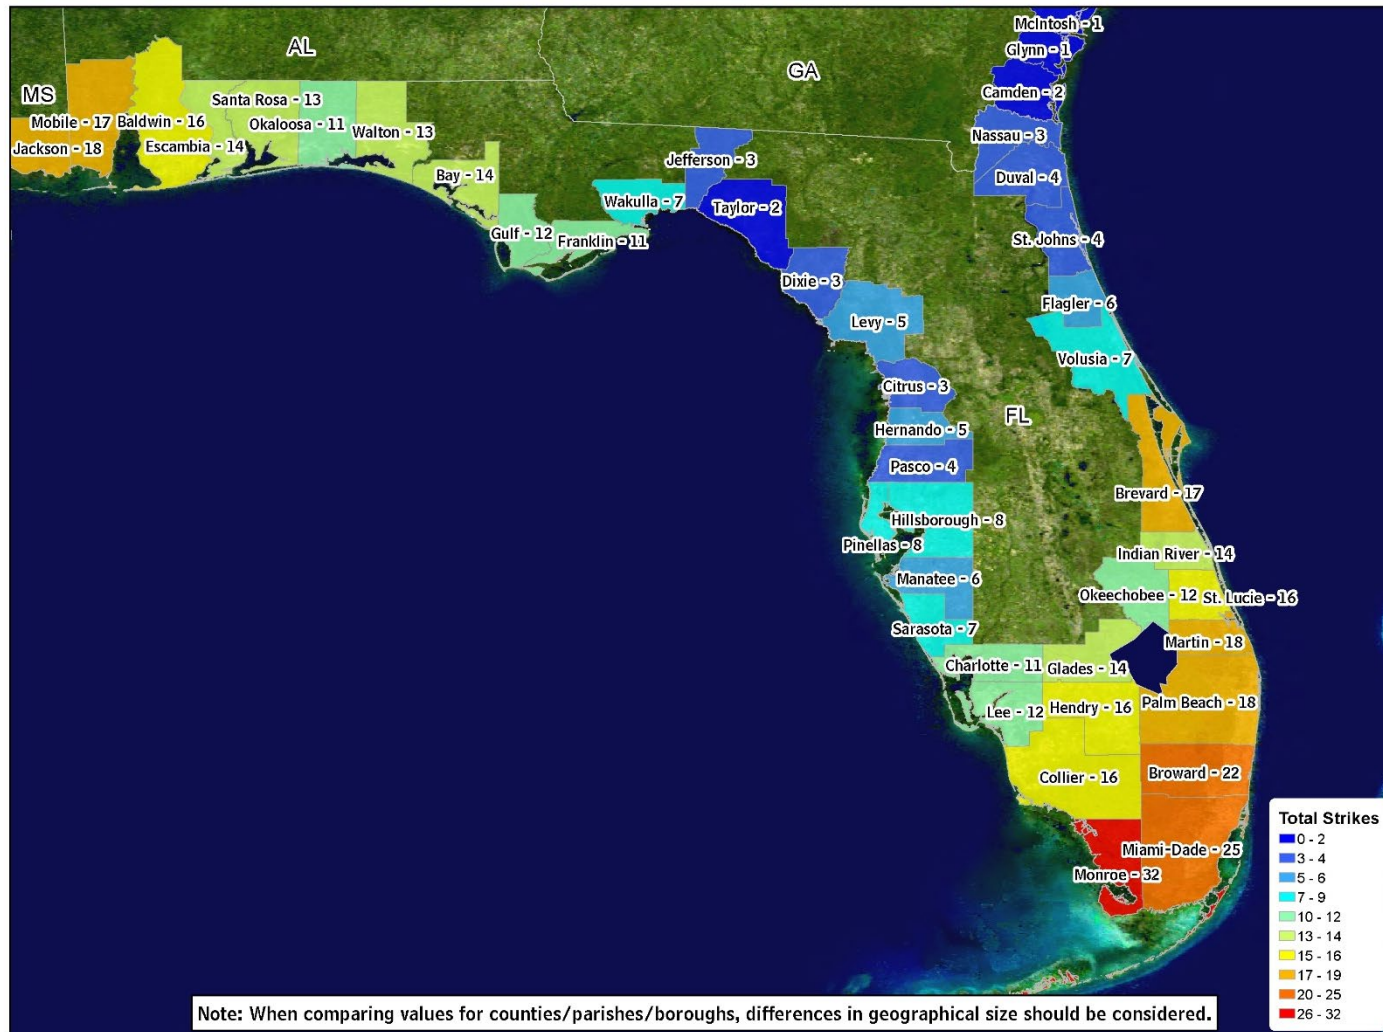 McIntosh - 1
AL
Glynn - 1
GA
Camden - 2
MS
Santa Rosa - 13
Mobile - 17
Baldwin - 16
Okaloosa - 11
Walton - 13
Nassau - 3
Jackson - 18
Escambia - 14
Jefferson - 3
Bay - 14
Duval - 4
Wakulla - 7
Taylor - 2
Gulf - 12
Franklin - 11
St. Johns - 4
Dixie - 3
Flagler - 6
Levy - 5
Volusia - 7
Citrus - 3
FL
Hernando - 5
Pasco - 4
Brevard - 17
Hillsborough - 8
Pinellas - 8
Indian River - 14
Manatee - 6
Okeechobee - 12
St. Lucie - 16
Sarasota - 7
Martin - 18
Charlotte - 11
Glades - 14
Palm Beach - 18
Lee - 12
Hendry - 16
Collier - 16
Broward - 22
Miami-Dade - 25
Monroe - 32
Total Strikes
0 - 2
3 - 4
5 - 6
7 - 9
10 - 12
13 - 14
15 - 16
17 - 19
20 - 25
26 - 32
Note: When comparing values for counties/parishes/boroughs, differences in geographical size should be considered.